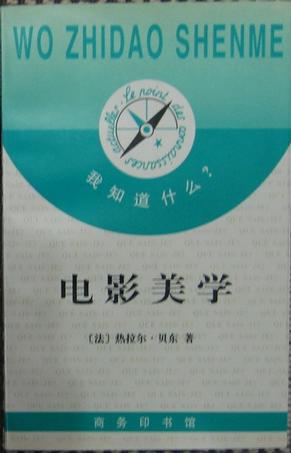 WO ZHIDAO SHENME
Le point des connaissances actuelles
我知道什么?
电影美学
〔法〕热拉尔·贝东 著
商务印书馆